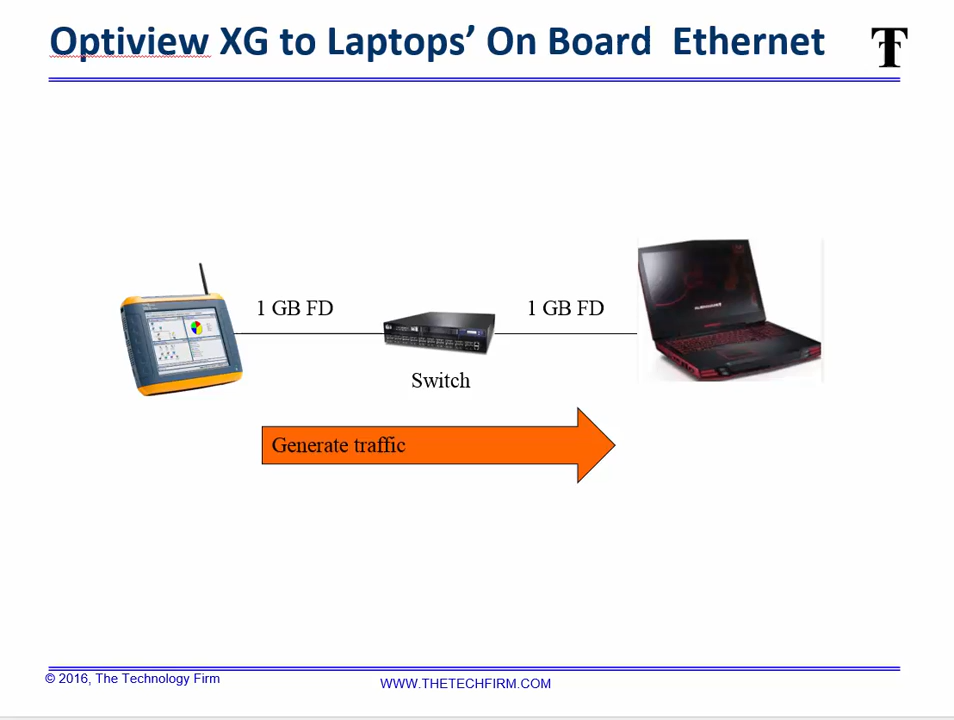 Optiview XG to Laptops’ On Board Ethernet
1 GB FD
1 GB FD
Switch
Generate traffic
© 2016, The Technology Firm
WWW.THETECHFIRM.COM